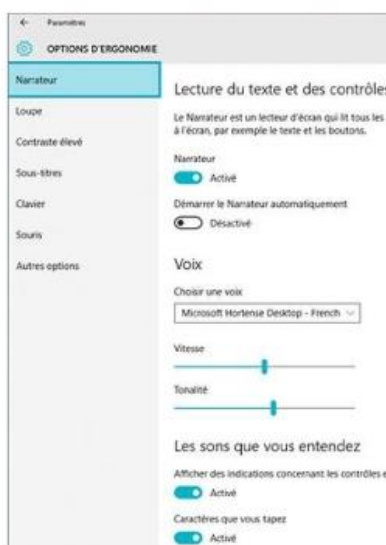 Paramètres
OPTIONS D'ERGONOMIE
Narrateur
Loupe
Contraste élevé
Sous-titres
Clavier
Souris
Autres options
Lecture du texte et des contrôles
Le Narrateur est un lecteur d'écran qui lit tous les
à l'écran, par exemple le texte et les boutons.
Narrateur
Activé
Démarrer le Narrateur automatiquement
Désactivé
Voix
Choisir une voix
Microsoft Hortense Desktop - French
Vitesse
Tonalité
Les sons que vous entendez
Afficher des indications concernant les contrôles e
Activé
Caractères que vous tapez
Activé